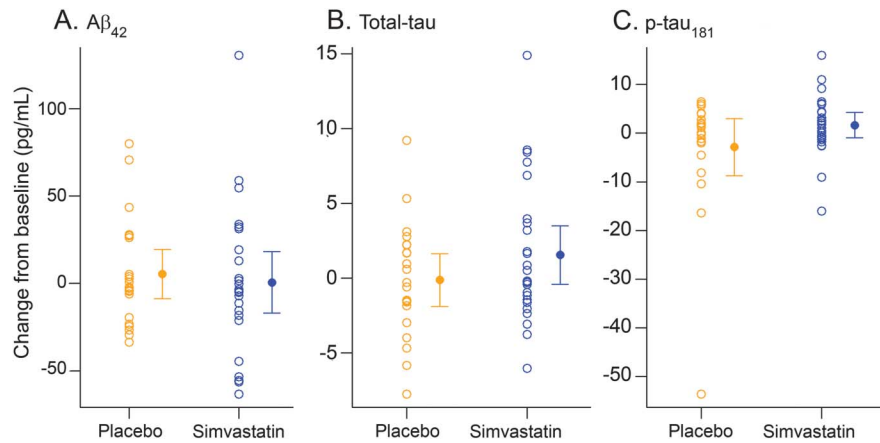 A. Aβ42
B. Total-tau
C. p-tau181
Change from baseline (pg/mL)
100
50
0
-50
Placebo
Simvastatin
15
10
5
0
-5
Placebo
Simvastatin
10
0
-10
-20
-30
-40
-50
Placebo
Simvastatin